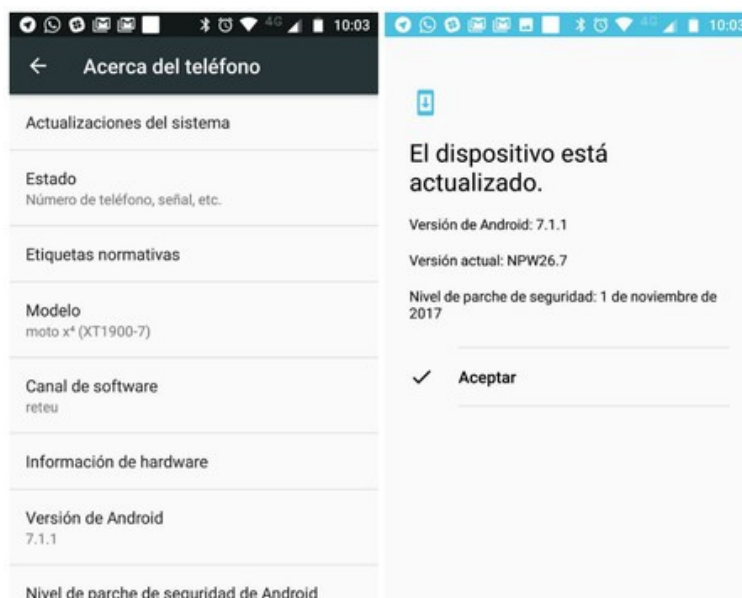 4G 10:03
Acerca del teléfono
Actualizaciones del sistema
Estado
Número de teléfono, señal, etc.
Etiquetas normativas
Modelo
moto x⁴ (XT1900-7)
Canal de software
reteu
Información de hardware
Versión de Android
7.1.1
Nivel de parche de seguridad de Android
4G 10:03
El dispositivo está
actualizado.
Versión de Android: 7.1.1
Versión actual: NPW26.7
Nivel de parche de seguridad: 1 de noviembre de
2017
Aceptar